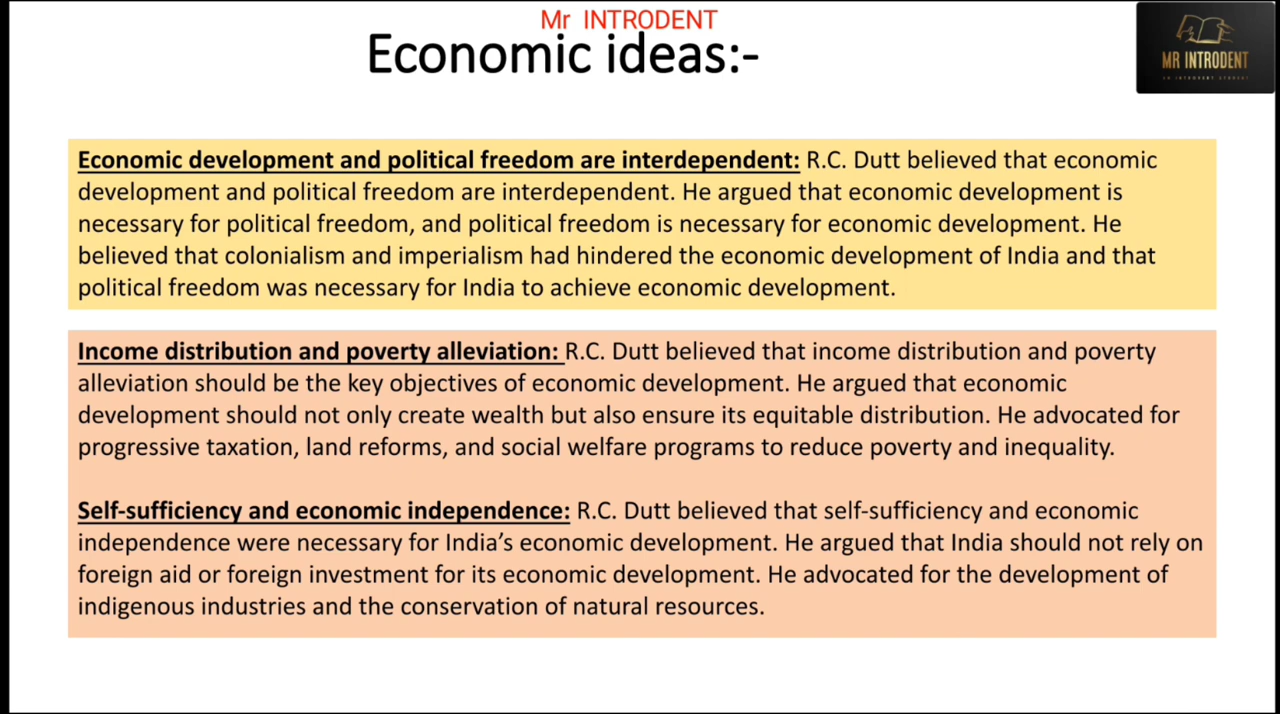 Mr INTRODENT
Economic ideas:-
MR INTRODENT
Economic development and political freedom are interdependent: R.C. Dutt believed that economic
development and political freedom are interdependent. He argued that economic development is
necessary for political freedom, and political freedom is necessary for economic development. He
believed that colonialism and imperialism had hindered the economic development of India and that
political freedom was necessary for India to achieve economic development.
Income distribution and poverty alleviation: R.C. Dutt believed that income distribution and poverty
alleviation should be the key objectives of economic development. He argued that economic
development should not only create wealth but also ensure its equitable distribution. He advocated for
progressive taxation, land reforms, and social welfare programs to reduce poverty and inequality.
Self-sufficiency and economic independence: R.C. Dutt believed that self-sufficiency and economic
independence were necessary for India’s economic development. He argued that India should not rely on
foreign aid or foreign investment for its economic development. He advocated for the development of
indigenous industries and the conservation of natural resources.